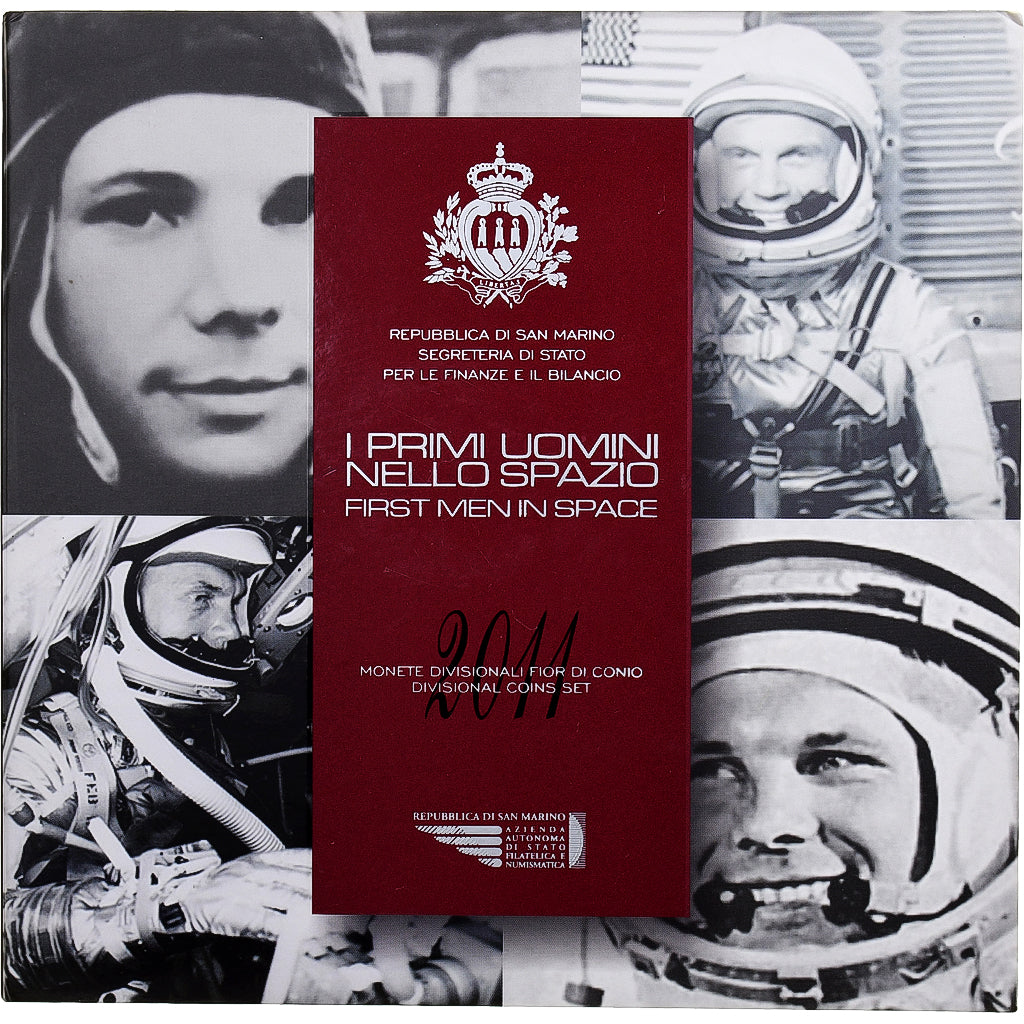 LIBERTAS
REPUBBLICA DI SAN MARINO
SEGRETERIA DI STATO
PER LE FINANZE E IL BILANCIO
I PRIMI UOMINI
NELLO SPAZIO
FIRST MEN IN SPACE
2011
MONETE DIVISIONALI FIOR DI CONIO
DIVISIONAL COINS SET
REPUBBLICA DI SAN MARINO
AZIENDA
AUTONOMA
DI STATO
FILATELICA E
NUMISMATICA